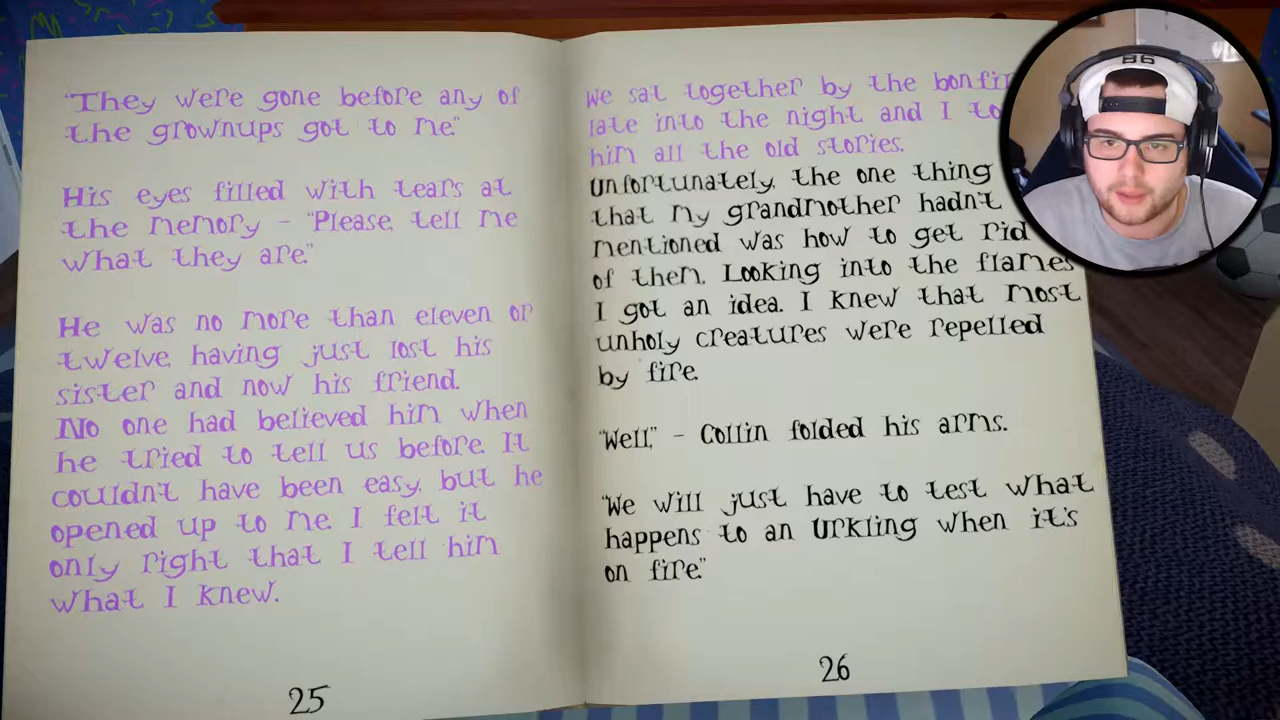 "They were gone before any of
the grownups got to me."
His eyes filled with tears at
the memory - "Please, tell me
what they are."
He was no more than eleven or
twelve, having just lost his
sister and now his friend.
No one had believed him when
he tried to tell us before. It
couldn't have been easy, but he
opened up to me. I felt it
only right that I tell him
what I knew.
25
We sat together by the
late into the night and I
him all the old stories.
Unfortunately, the one thing
that my grandmother hadn't
mentioned was how to get rid
of them. Looking into the flames
I got an idea. I knew that most
unholy creatures were repelled
by fire.
"Well," - Collin folded his arms.
"We will just have to test what
happens to an Urkling when it's
on fire."
26